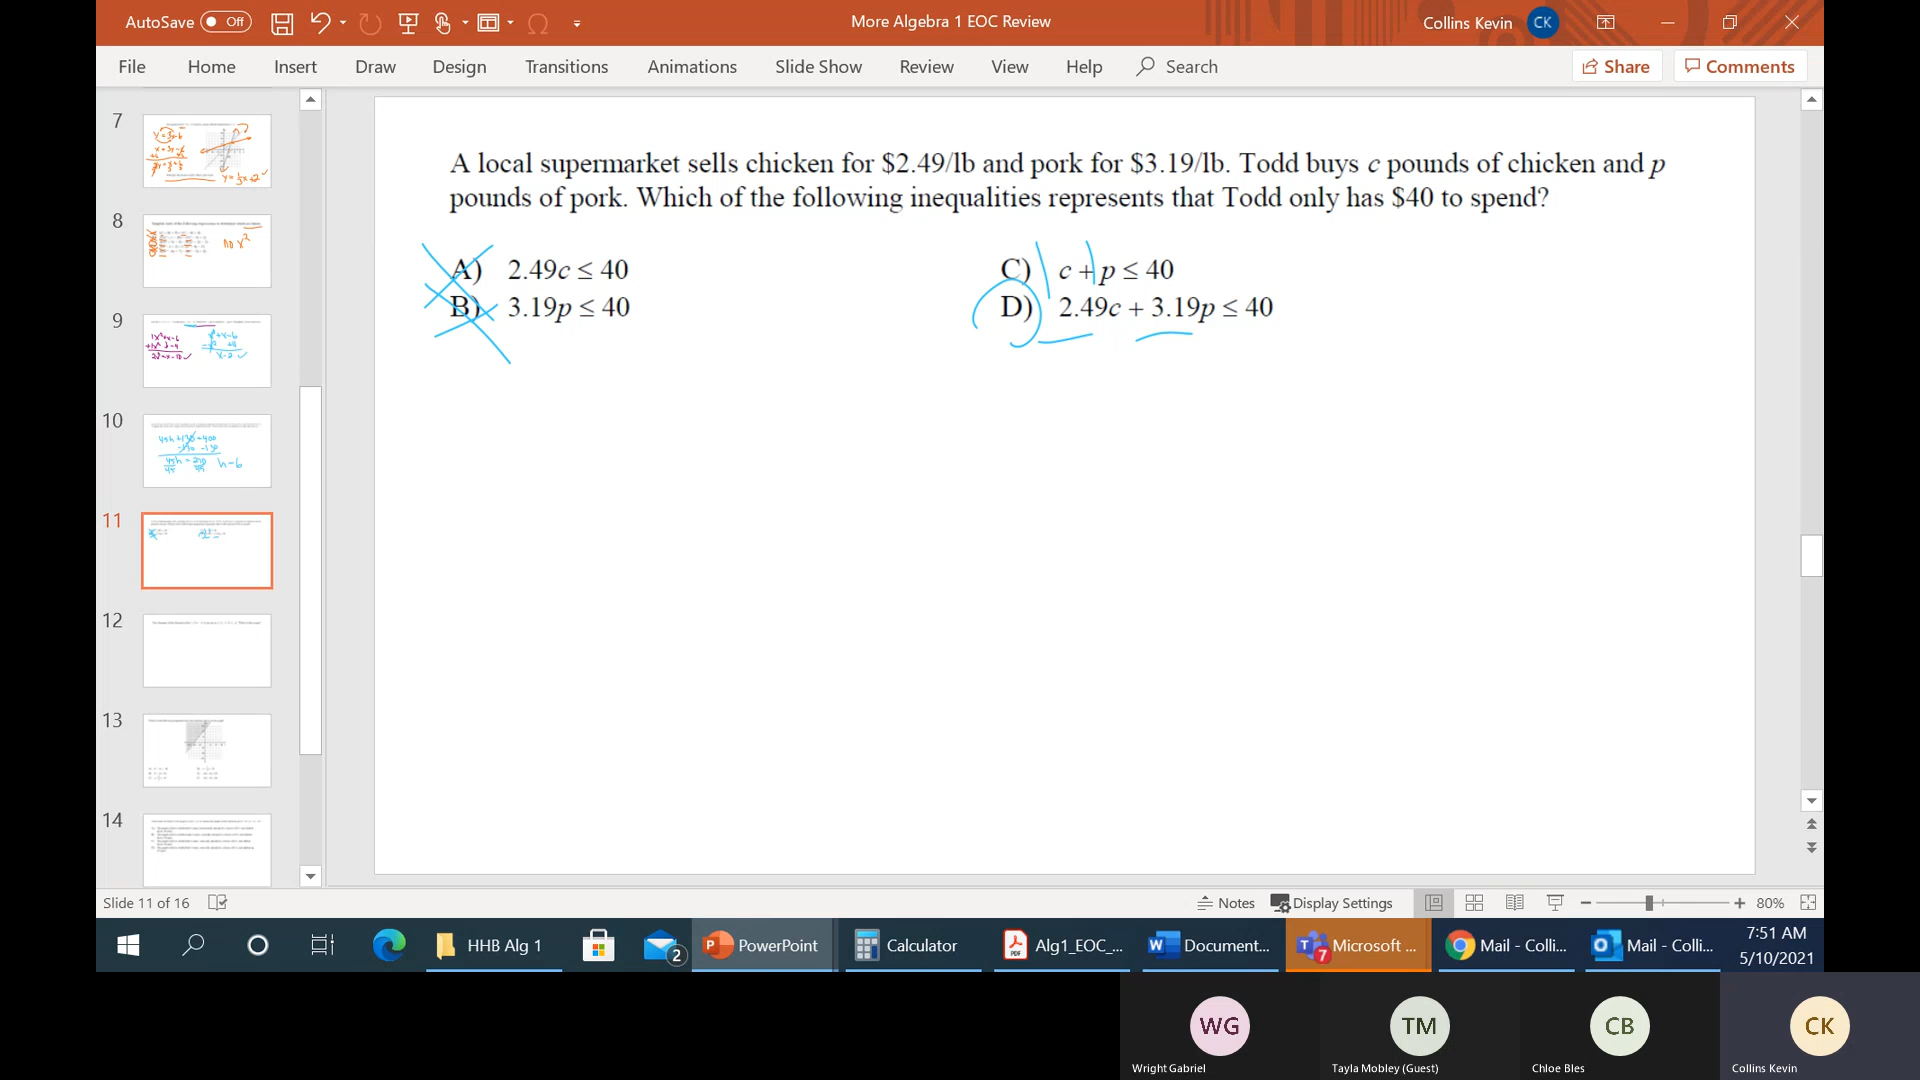 AutoSave Off
More Algebra 1 EOC Review
Collins Kevin CK
File Home Insert Draw Design Transitions Animations Slide Show Review View Help Search Share Comments
7
8
9
10
11
12
13
14
A local supermarket sells chicken for $2.49/lb and pork for $3.19/lb. Todd buys c pounds of chicken and p
pounds of pork. Which of the following inequalities represents that Todd only has $40 to spend?
A) 2.49c ≤ 40
B) 3.19p ≤ 40
C) c + p ≤ 40
D) 2.49c + 3.19p ≤ 40
Slide 11 of 16
Notes Display Settings 80%
HHB Alg 1
2
PowerPoint
Calculator
Alg1_EOC_...
Document...
7
Microsoft ...
Mail - Colli...
Mail - Colli...
7:51 AM
5/10/2021
WG TM CB CK
Wright Gabriel Tayla Mobley (Guest) Chloe Bles Collins Kevin